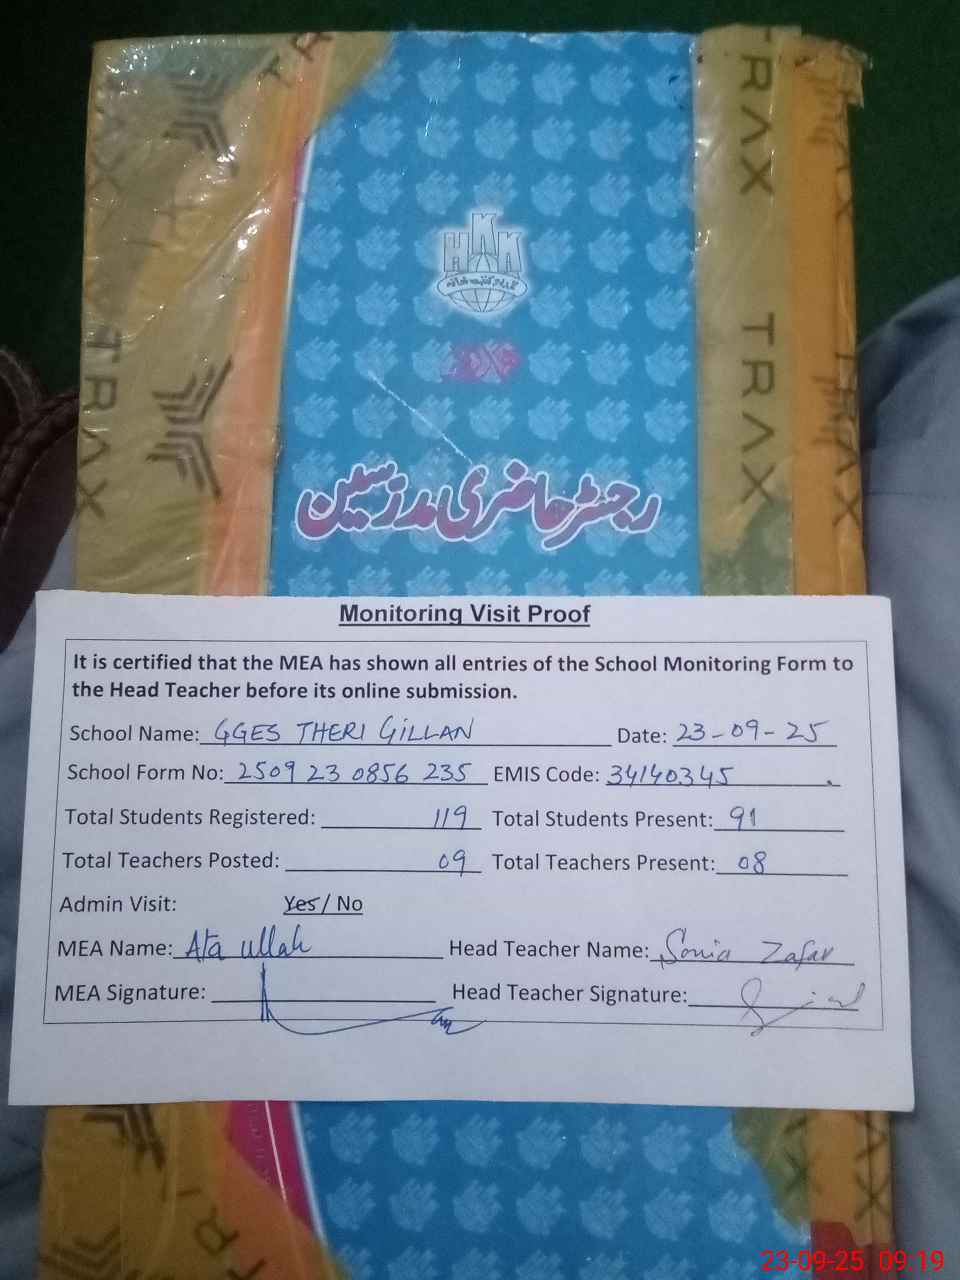 TRAX
TRAX
TRAX
TRAX
HKK
رجسٹر حاضری مدرسین
Monitoring Visit Proof
It is certified that the MEA has shown all entries of the School Monitoring Form to
the Head Teacher before its online submission.
School Name: GGES THERI GILLAN Date: 23-09-25
School Form No: 2509 23 0856 235 EMIS Code: 34140345
Total Students Registered: 119 Total Students Present: 91
Total Teachers Posted: 09 Total Teachers Present: 08
Admin Visit: Yes / No
MEA Name: Ata ullah Head Teacher Name: Sonia Zafar
MEA Signature: Head Teacher Signature:
23-09-25 09:19